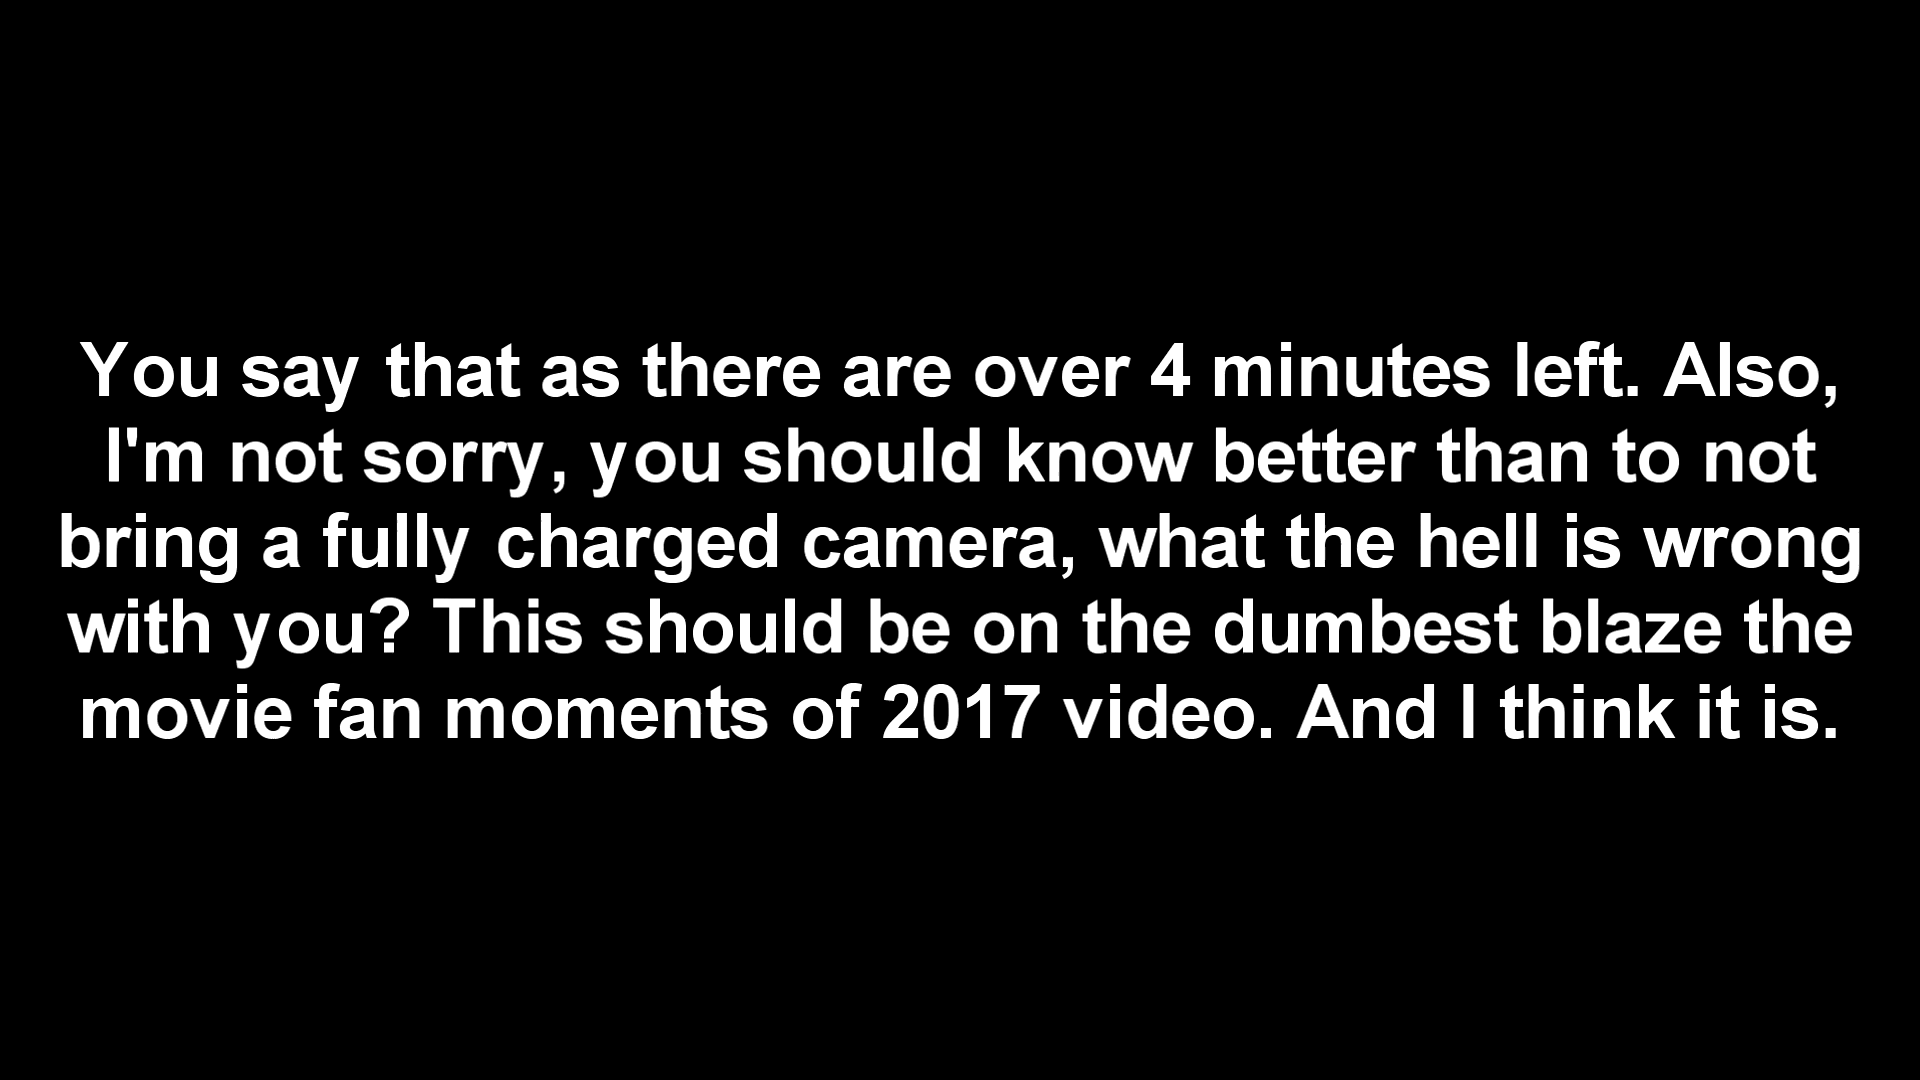 You say that as there are over 4 minutes left. Also,
I'm not sorry, you should know better than to not
bring a fully charged camera, what the hell is wrong
with you? This should be on the dumbest blaze the
movie fan moments of 2017 video. And I think it is.